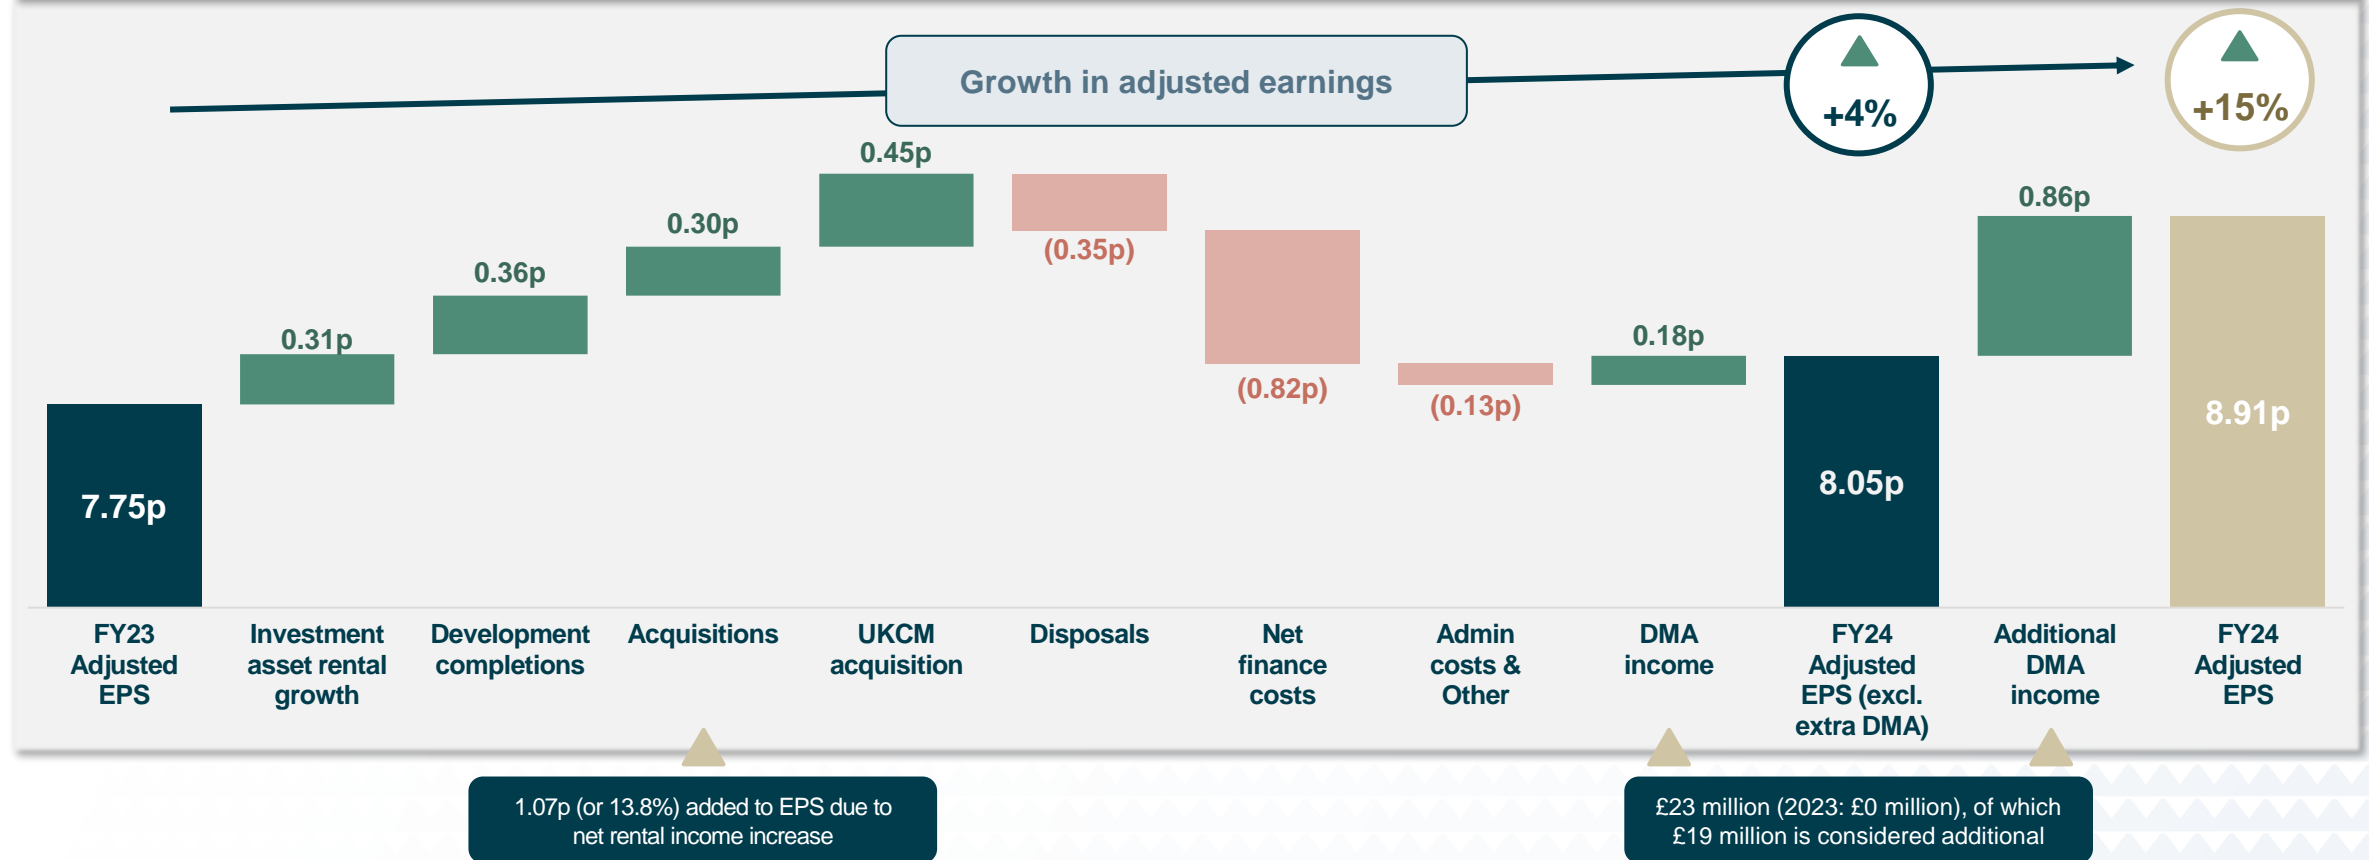 Growth in adjusted earnings
+4%
+15%
0.45p
0.86p
0.30p
(0.35p)
0.36p
0.31p
0.18p
(0.82p)
(0.13p)
8.91p
8.05p
7.75p
FY23
Adjusted
EPS
Investment
asset rental
growth
Development
completions
Acquisitions
UKCM
acquisition
Disposals
Net
finance
costs
Admin
costs &
Other
DMA
income
FY24
Adjusted
EPS (excl.
extra DMA)
Additional
DMA
income
FY24
Adjusted
EPS
1.07p (or 13.8%) added to EPS due to
net rental income increase
£23 million (2023: £0 million), of which
£19 million is considered additional